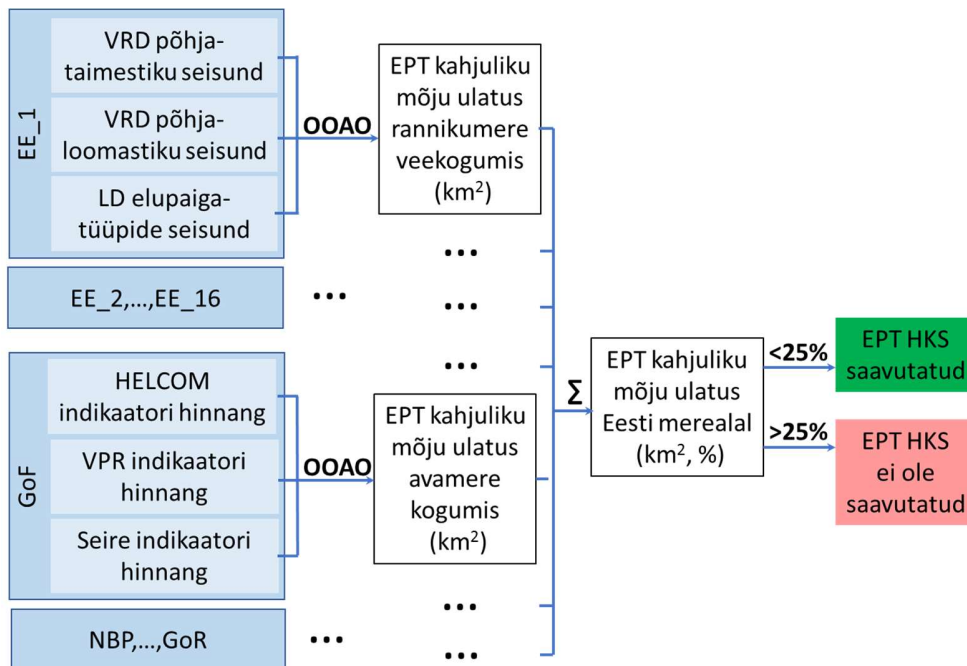 EE_1
VRD põhja-
taimestiku seisund
VRD põhja-
loomastiku seisund
LD elupaiga-
tüüpide seisund
OOAO
EPT kahjuliku
mõju ulatus
rannikumere
veekogumis
(km²)
...
EE_2,...,EE_16
...
...
...
GoF
HELCOM
indikaatori hinnang
VPR indikaatori
hinnang
Seire indikaatori
hinnang
OOAO
EPT kahjuliku
mõju ulatus
avamere
kogumis
(km²)
...
NBP,...,GoR
...
...
Σ
EPT kahjuliku
mõju ulatus
Eesti merealal
(km², %)
<25%
EPT HKS
saavutatud
>25%
EPT HKS
ei ole
saavutatud